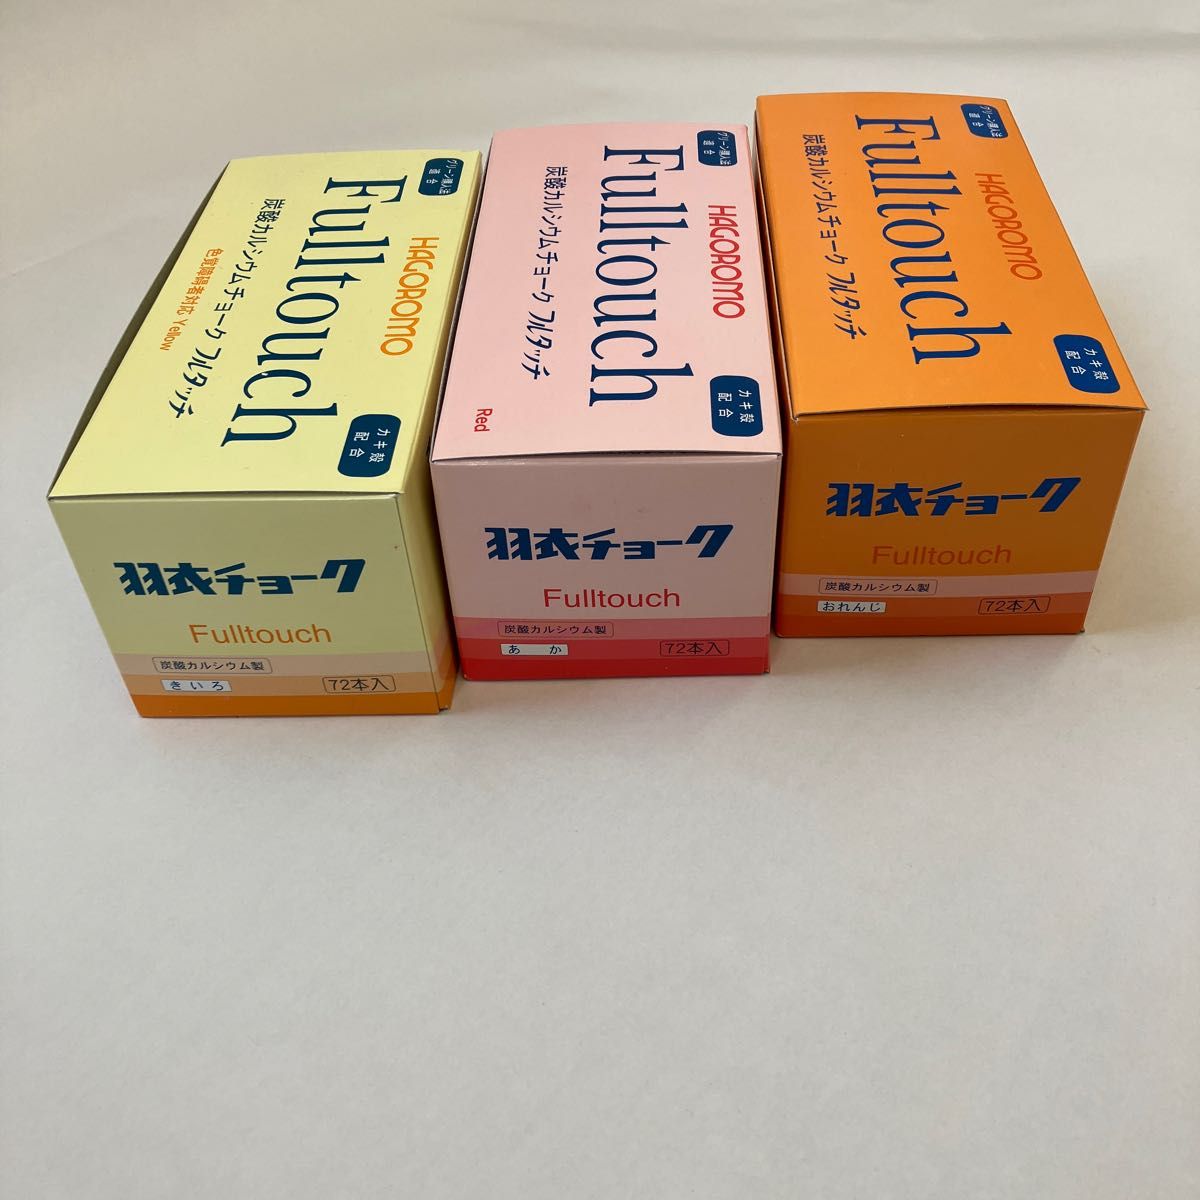 グリーン購入法
適合
HAGOROMO
Fulltouch
炭酸カルシウムチョーク フルタッチ
色覚障碍者対応 Yellow
カキ殻
配合
羽衣チョーク
Fulltouch
炭酸カルシウム製
きいろ
72本入
グリーン購入法
適合
HAGOROMO
Fulltouch
炭酸カルシウムチョーク フルタッチ
Red
カキ殻
配合
羽衣チョーク
Fulltouch
炭酸カルシウム製
あか
72本入
グリーン購入法
適合
HAGOROMO
Fulltouch
炭酸カルシウムチョーク フルタッチ
カキ殻
配合
羽衣チョーク
Fulltouch
炭酸カルシウム製
おれんじ
72本入